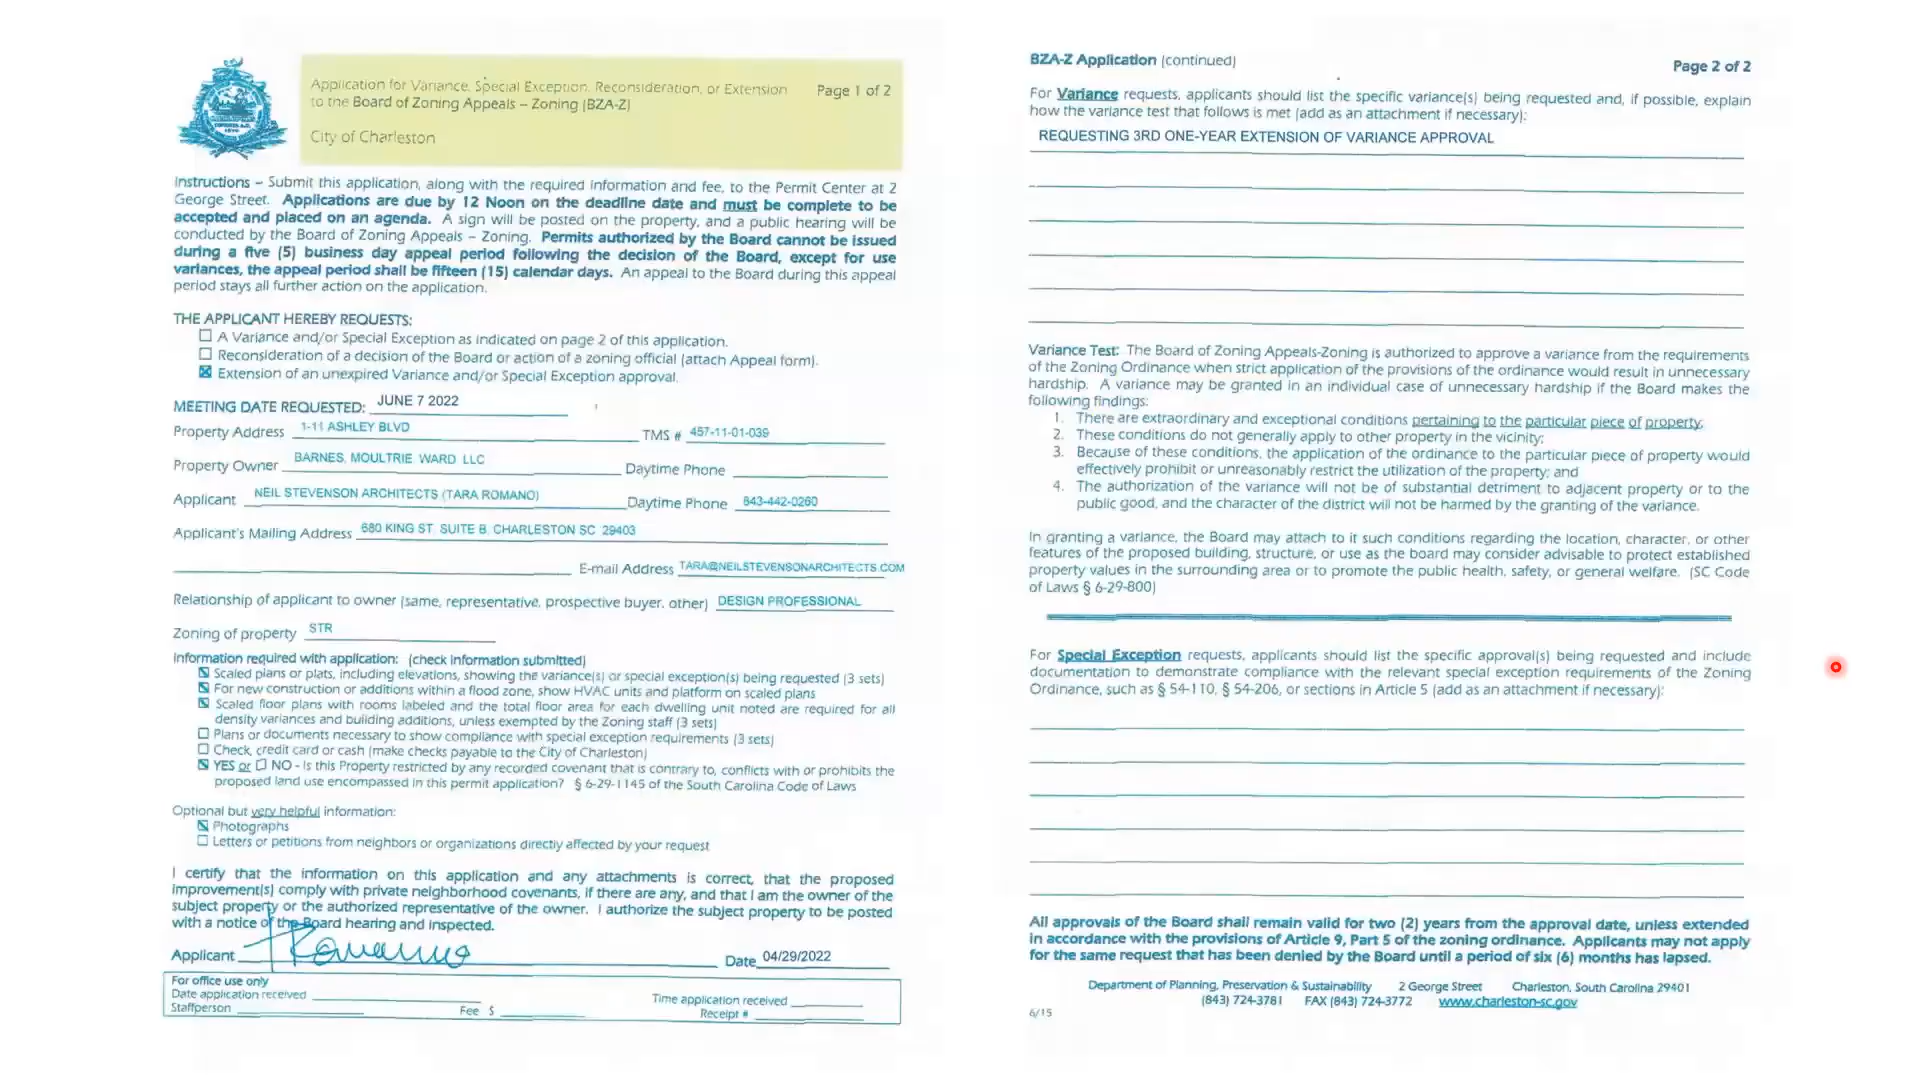 Application for Variance, Special Exception, Reconsideration, or Extension
to the Board of Zoning Appeals – Zoning (BZA-Z)
Page 1 of 2
City of Charleston
Instructions – Submit this application, along with the required information and fee, to the Permit Center at 2
George Street. Applications are due by 12 Noon on the deadline date and must be complete to be
accepted and placed on an agenda. A sign will be posted on the property, and a public hearing will be
conducted by the Board of Zoning Appeals – Zoning. Permits authorized by the Board cannot be issued
during a five (5) business day appeal period following the decision of the Board, except for use
variances, the appeal period shall be fifteen (15) calendar days. An appeal to the Board during this appeal
period stays all further action on the application.
THE APPLICANT HEREBY REQUESTS:
A Variance and/or Special Exception as indicated on page 2 of this application.
Reconsideration of a decision of the Board or action of a zoning official (attach Appeal form).
Extension of an unexpired Variance and/or Special Exception approval.
MEETING DATE REQUESTED: JUNE 7 2022
Property Address 1-11 ASHLEY BLVD TMS # 457-11-01-039
Property Owner BARNES, MOULTRIE WARD LLC Daytime Phone
Applicant NEIL STEVENSON ARCHITECTS (TARA ROMANO) Daytime Phone 843-442-0260
Applicant's Mailing Address 680 KING ST SUITE B CHARLESTON SC 29403
E-mail Address TARA@NEILSTEVENSONARCHITECTS.COM
Relationship of applicant to owner (same, representative, prospective buyer, other) DESIGN PROFESSIONAL
Zoning of property STR
Information required with application: (check information submitted)
Scaled plans or plats, including elevations, showing the variance(s) or special exception(s) being requested (3 sets)
For new construction or additions within a flood zone, show HVAC units and platform on scaled plans
Scaled floor plans with rooms labeled and the total floor area for each dwelling unit noted are required for all
density variances and building additions, unless exempted by the Zoning staff (3 sets)
Plans or documents necessary to show compliance with special exception requirements (3 sets)
Check, credit card or cash (make checks payable to the City of Charleston)
YES or NO - Is this Property restricted by any recorded covenant that is contrary to, conflicts with or prohibits the
proposed land use encompassed in this permit application? § 6-29-1145 of the South Carolina Code of Laws
Optional but very helpful information:
Photographs
Letters or petitions from neighbors or organizations directly affected by your request
I certify that the information on this application and any attachments is correct, that the proposed
improvement(s) comply with private neighborhood covenants, if there are any, and that I am the owner of the
subject property or the authorized representative of the owner. I authorize the subject property to be posted
with a notice of the Board hearing and inspected.
Applicant Date 04/29/2022
For office use only
Date application received Time application received
Staffperson Fee $ Receipt #
BZA-Z Application (continued)
Page 2 of 2
For Variance requests, applicants should list the specific variance(s) being requested and, if possible, explain
how the variance test that follows is met (add as an attachment if necessary):
REQUESTING 3RD ONE-YEAR EXTENSION OF VARIANCE APPROVAL
Variance Test: The Board of Zoning Appeals-Zoning is authorized to approve a variance from the requirements
of the Zoning Ordinance when strict application of the provisions of the ordinance would result in unnecessary
hardship. A variance may be granted in an individual case of unnecessary hardship if the Board makes the
following findings:
1. There are extraordinary and exceptional conditions pertaining to the particular piece of property;
2. These conditions do not generally apply to other property in the vicinity;
3. Because of these conditions, the application of the ordinance to the particular piece of property would
effectively prohibit or unreasonably restrict the utilization of the property; and
4. The authorization of the variance will not be of substantial detriment to adjacent property or to the
public good, and the character of the district will not be harmed by the granting of the variance.
In granting a variance, the Board may attach to it such conditions regarding the location, character, or other
features of the proposed building, structure, or use as the board may consider advisable to protect established
property values in the surrounding area or to promote the public health, safety, or general welfare. (SC Code
of Laws § 6-29-800)
For Special Exception requests, applicants should list the specific approval(s) being requested and include
documentation to demonstrate compliance with the relevant special exception requirements of the Zoning
Ordinance, such as § 54-110, § 54-206, or sections in Article 5 (add as an attachment if necessary):
All approvals of the Board shall remain valid for two (2) years from the approval date, unless extended
in accordance with the provisions of Article 9, Part 5 of the zoning ordinance. Applicants may not apply
for the same request that has been denied by the Board until a period of six (6) months has lapsed.
Department of Planning, Preservation & Sustainability 2 George Street Charleston, South Carolina 29401
(843) 724-3781 FAX (843) 724-3772 www.charleston-sc.gov
6/15